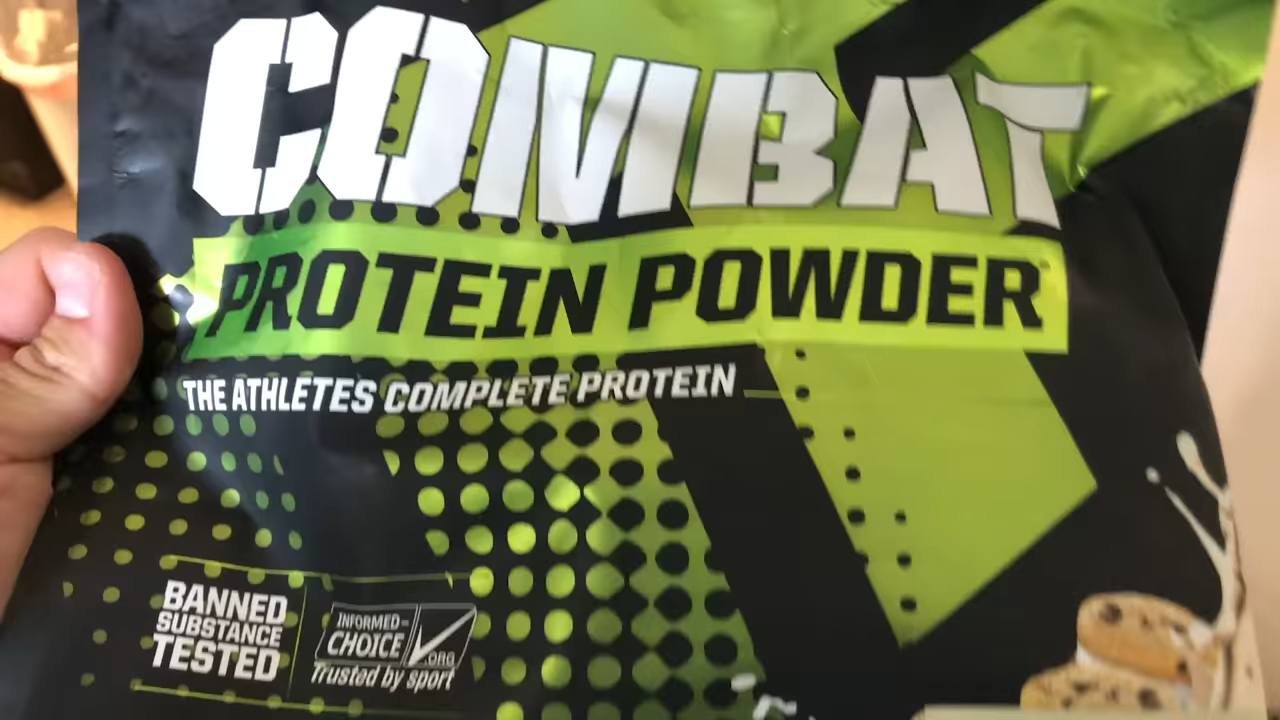 COMBAT
PROTEIN POWDER
THE ATHLETES COMPLETE PROTEIN
BANNED
SUBSTANCE
TESTED
INFORMED-
CHOICE
.ORG
Trusted by sport